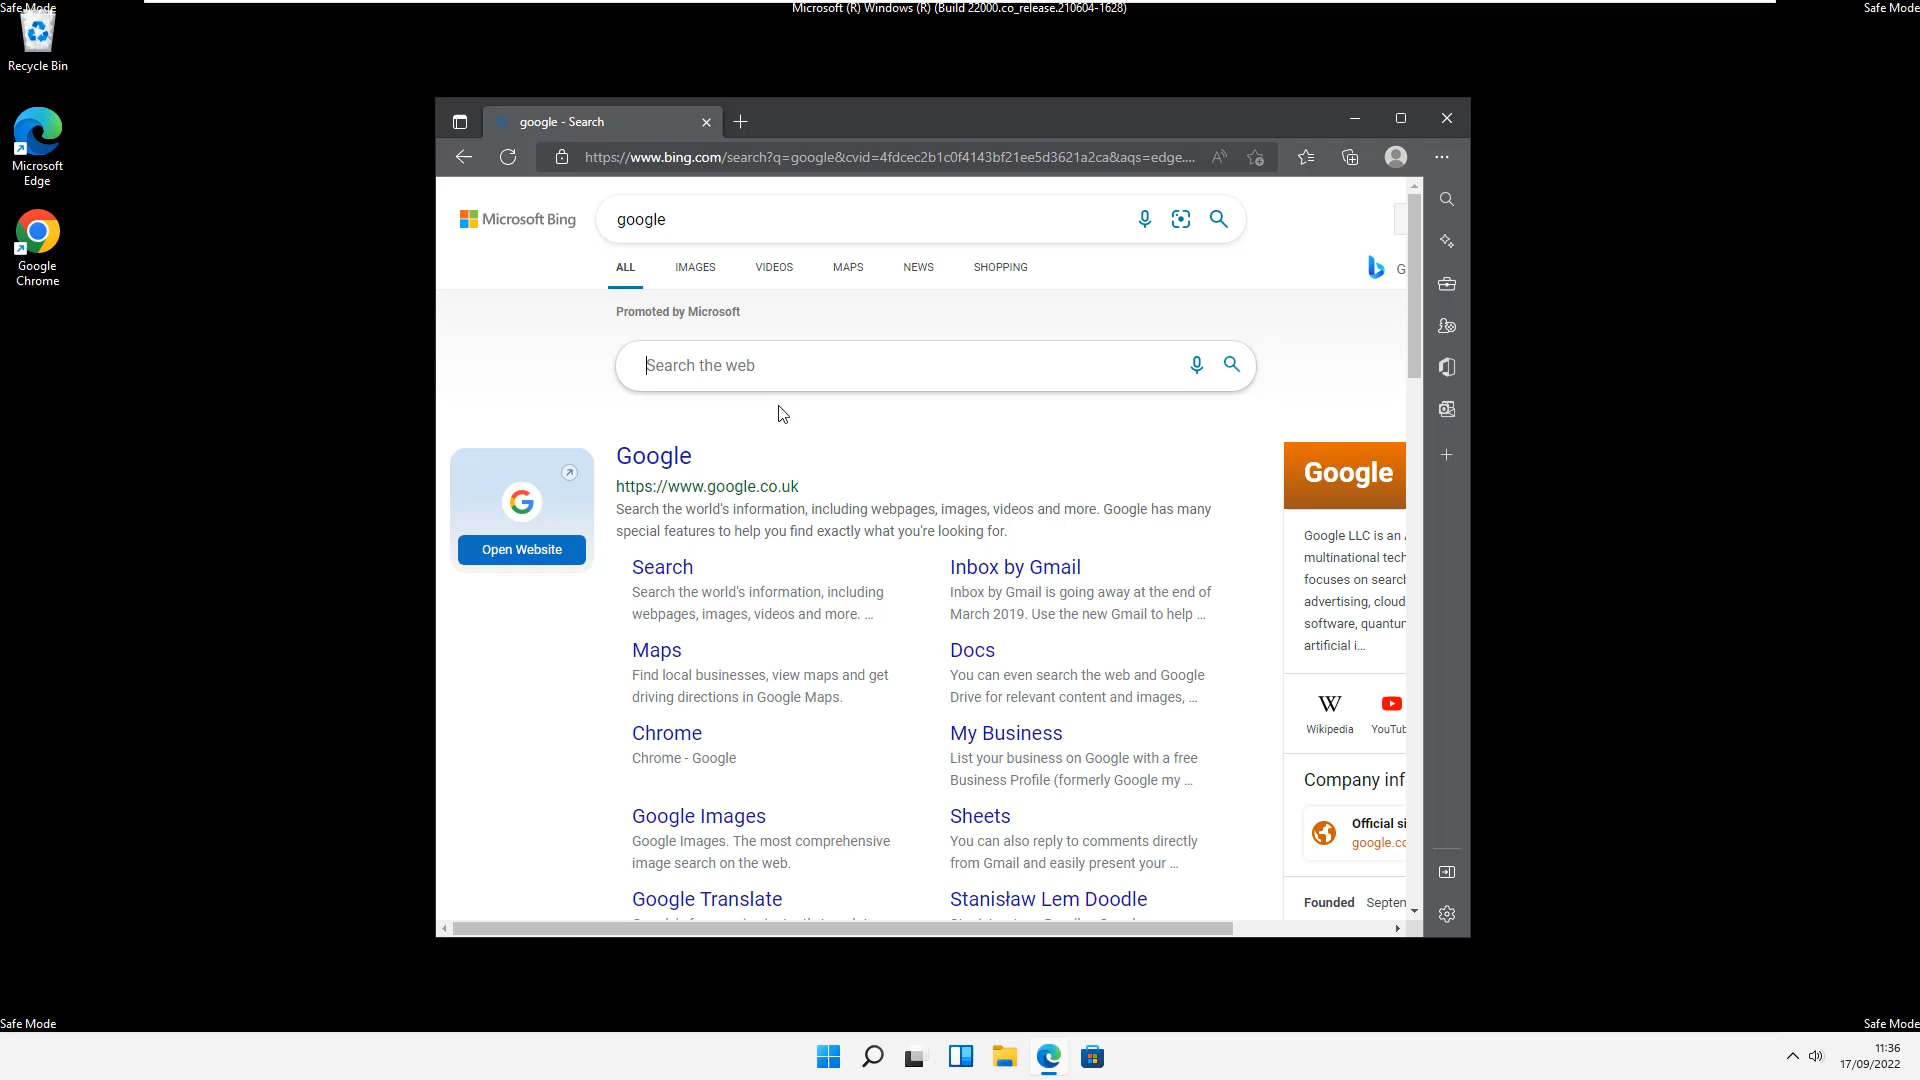 Safe Mode
Microsoft (R) Windows (R) (Build 22000.co_release.210604-1628)
Safe Mode
Recycle Bin
Microsoft
Edge
Google
Chrome
google - Search
https://www.bing.com/search?q=google&cvid=4fdcec2b1c0f4143bf21ee5d3621a2ca&aqs=edge....
Microsoft Bing
google
ALL IMAGES VIDEOS MAPS NEWS SHOPPING
G
Promoted by Microsoft
Search the web
Open Website
Google
https://www.google.co.uk
Search the world's information, including webpages, images, videos and more. Google has many
special features to help you find exactly what you're looking for.
Search
Search the world's information, including
webpages, images, videos and more. ...
Inbox by Gmail
Inbox by Gmail is going away at the end of
March 2019. Use the new Gmail to help ...
Maps
Find local businesses, view maps and get
driving directions in Google Maps.
Docs
You can even search the web and Google
Drive for relevant content and images, ...
Chrome
Chrome - Google
My Business
List your business on Google with a free
Business Profile (formerly Google my ...
Google Images
Google Images. The most comprehensive
image search on the web.
Sheets
You can also reply to comments directly
from Gmail and easily present your ...
Google Translate
Stanisław Lem Doodle
Google
Google LLC is an
multinational tech
focuses on search
advertising, cloud
software, quantum
artificial i...
W
Wikipedia
YouTub
Company inf
Official si
google.co
Founded Septem
Safe Mode
Safe Mode
11:36
17/09/2022